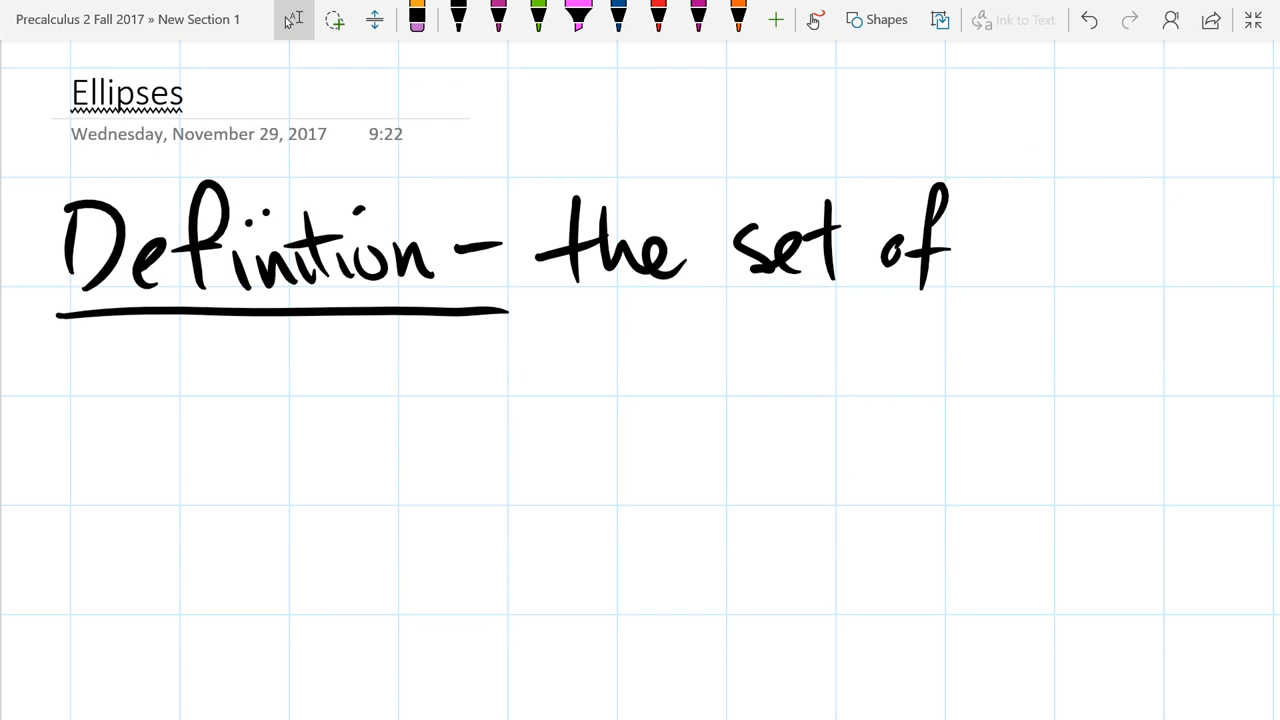 Precalculus 2 Fall 2017 » New Section 1
Shapes
Ink to Text
Ellipses
Wednesday, November 29, 2017 9:22
Definition - the set of